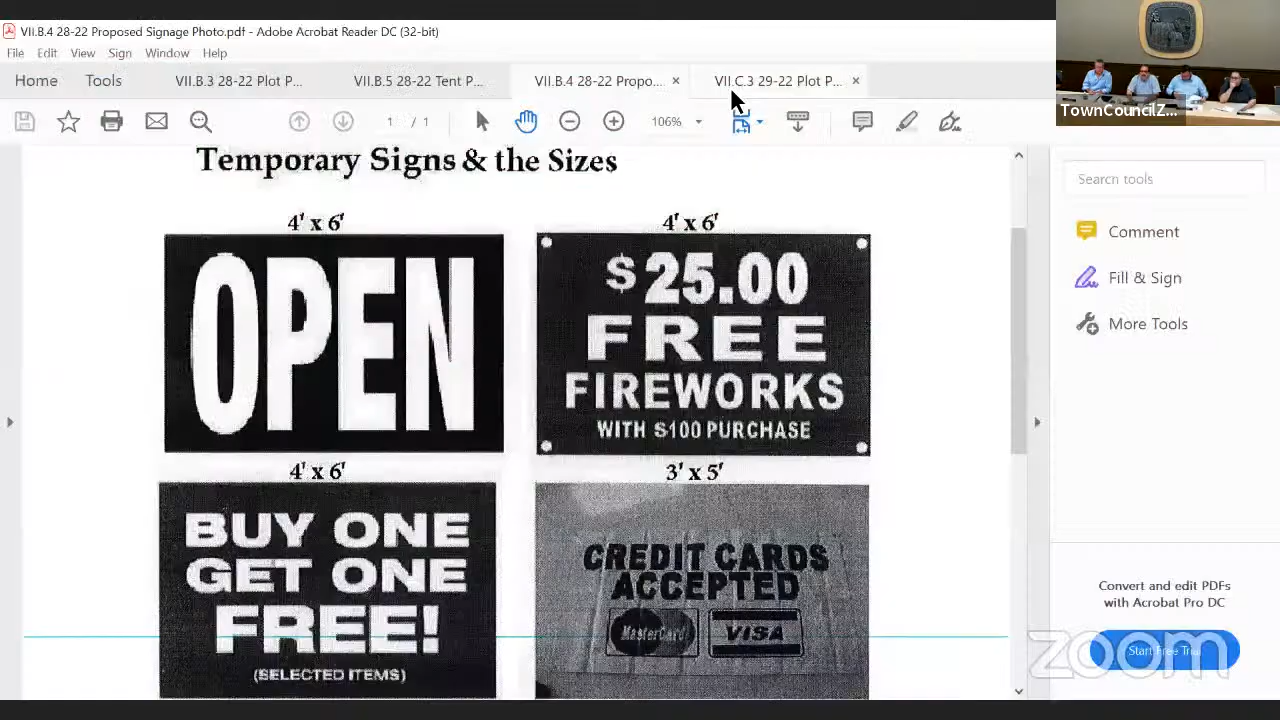 VII.B.4 28-22 Proposed Signage Photo.pdf - Adobe Acrobat Reader DC (32-bit)
File Edit View Sign Window Help
Home Tools VII.B.3 28-22 Plot P... VII.B.5 28-22 Tent P... VII.B.4 28-22 Propo... VII.C.3 29-22 Plot P...
TownCouncilZ...
1 / 1 106%
Temporary Signs & the Sizes
4' x 6' 4' x 6'
OPEN
$25.00
FREE
FIREWORKS
WITH $100 PURCHASE
4' x 6' 3' x 5'
BUY ONE
GET ONE
FREE!
(SELECTED ITEMS)
CREDIT CARDS
ACCEPTED
MasterCard VISA
Search tools
Comment
Fill & Sign
More Tools
Convert and edit PDFs
with Acrobat Pro DC
Start Free Trial
zoom